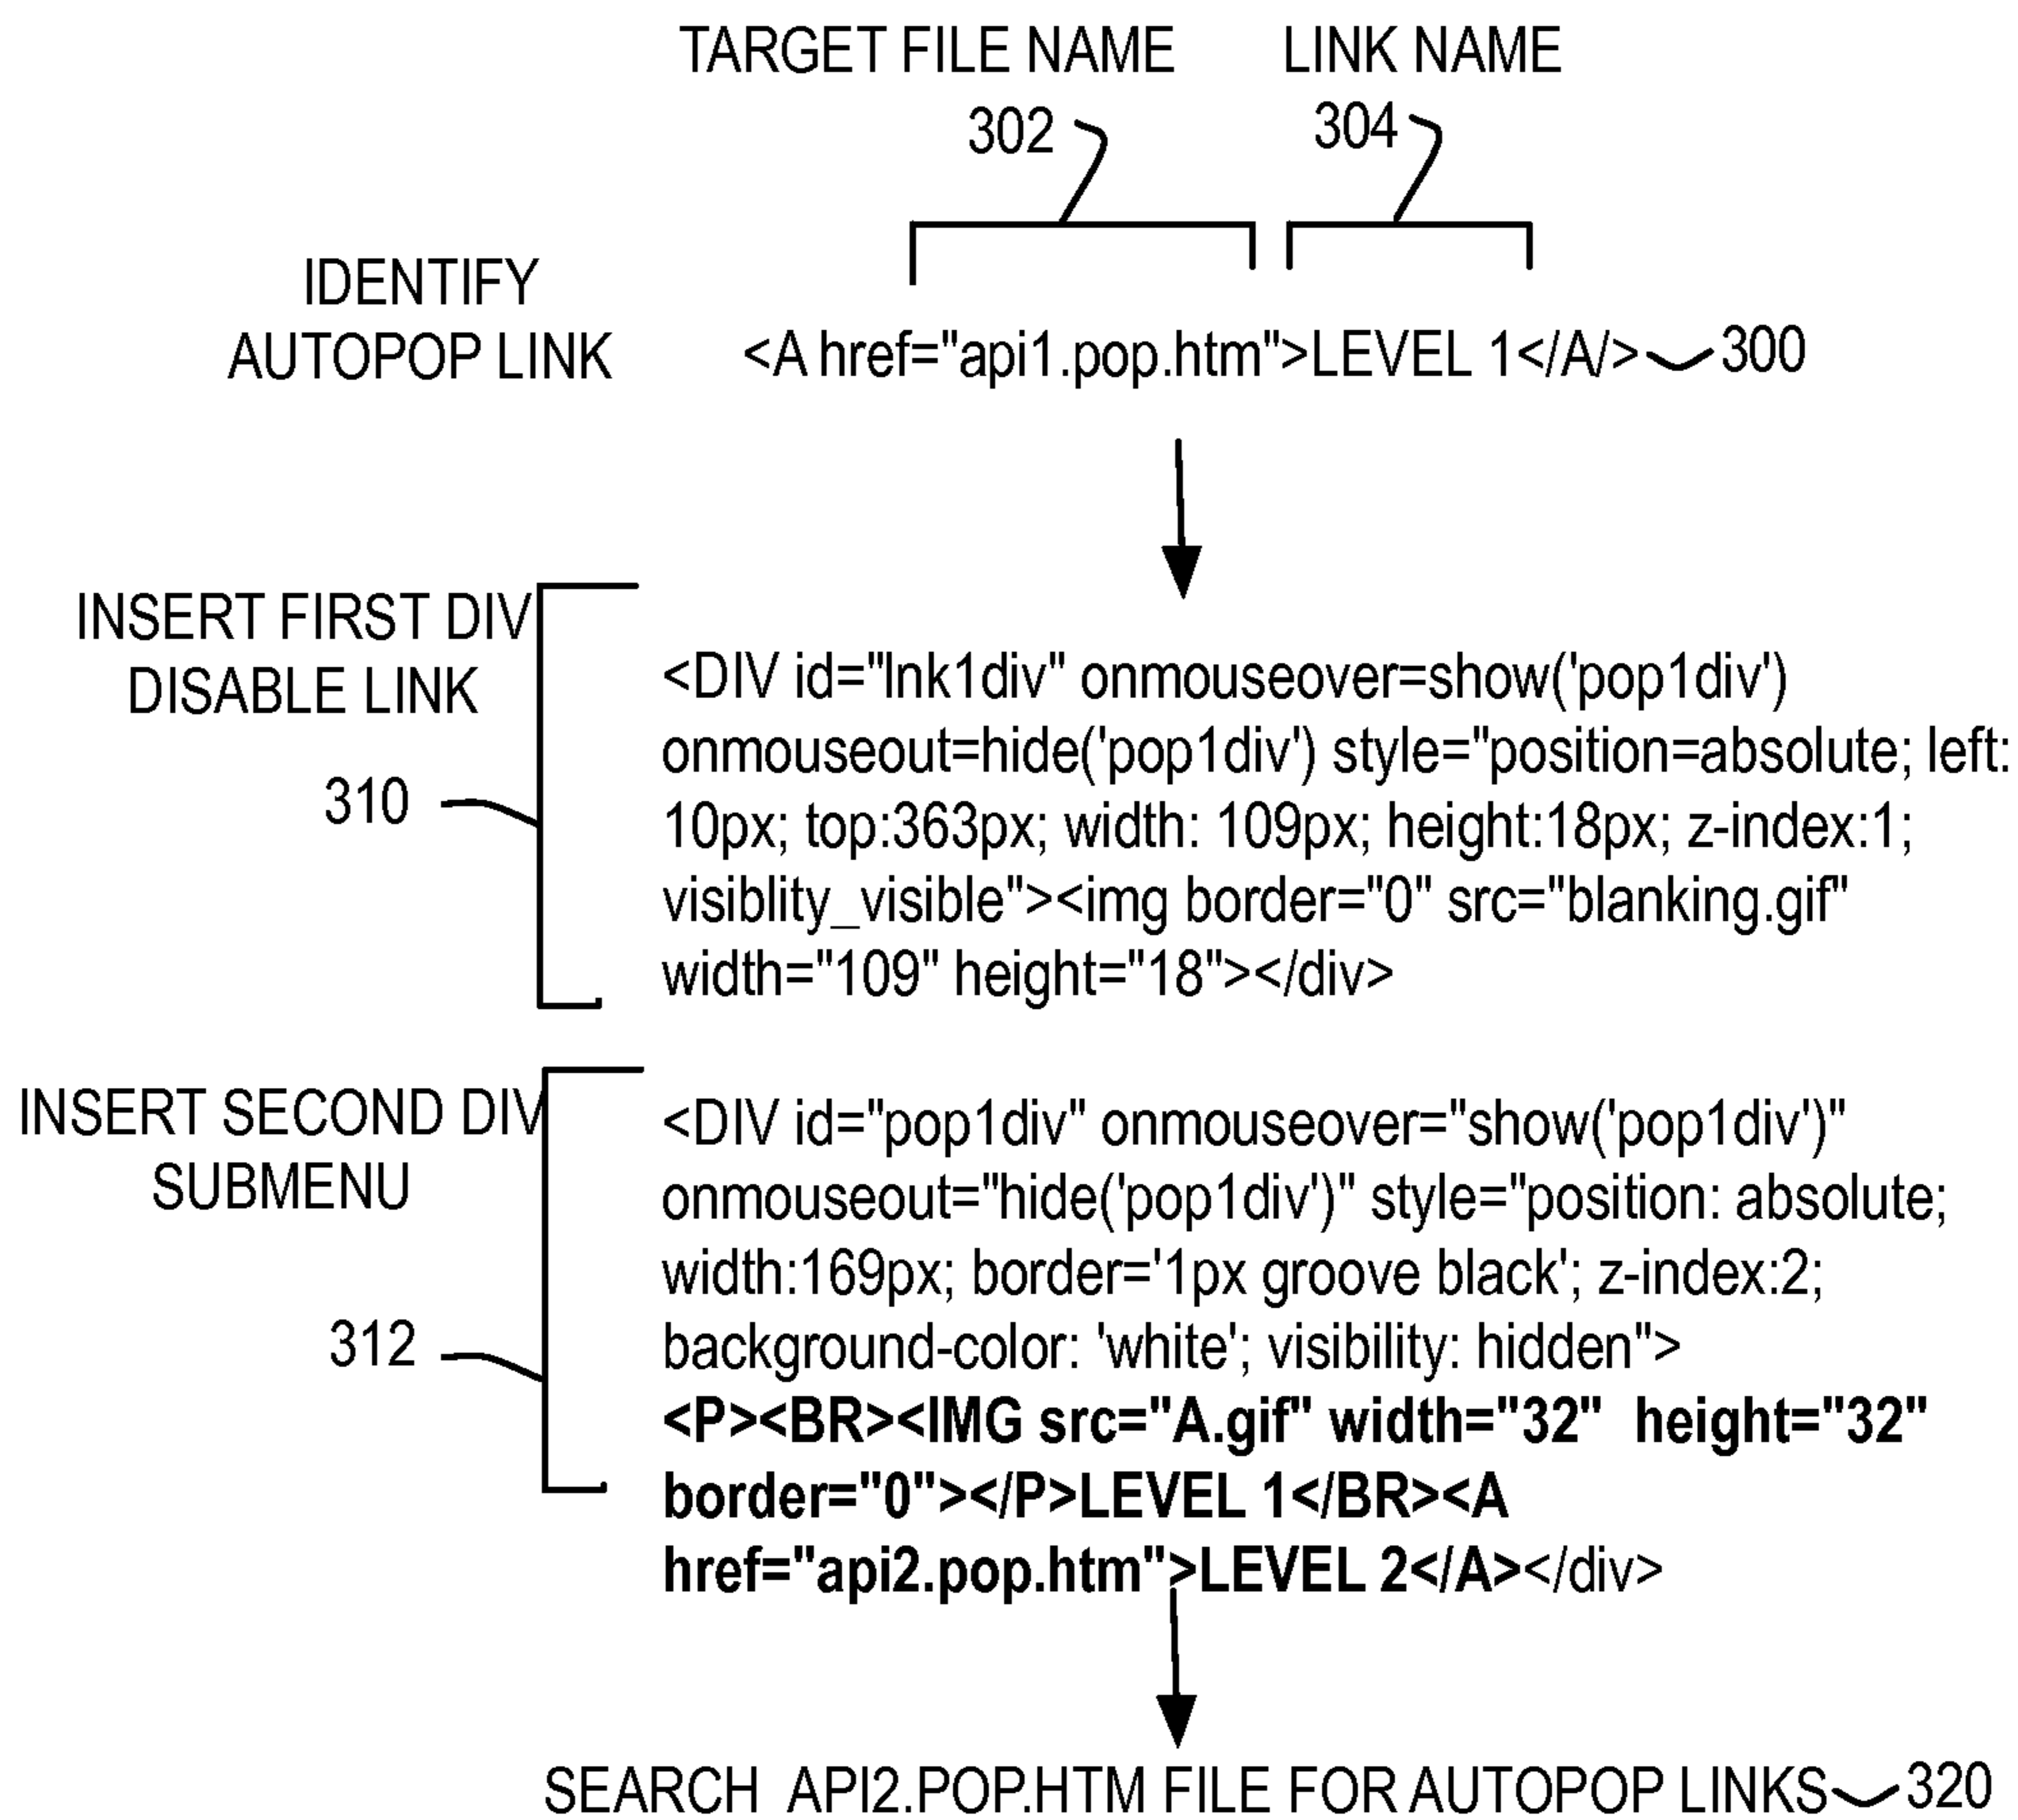 TARGET FILE NAME LINK NAME
302 304
IDENTIFY
AUTOPOP LINK
<A href="api1.pop.htm">LEVEL 1</A/> 300
INSERT FIRST DIV
DISABLE LINK
310
<DIV id="lnk1div" onmouseover=show('pop1div')
onmouseout=hide('pop1div') style="position=absolute; left:
10px; top:363px; width: 109px; height:18px; z-index:1;
visiblity_visible"><img border="0" src="blanking.gif"
width="109" height="18"></div>
INSERT SECOND DIV
SUBMENU
312
<DIV id="pop1div" onmouseover="show('pop1div')"
onmouseout="hide('pop1div')" style="position: absolute;
width:169px; border='1px groove black'; z-index:2;
background-color: 'white'; visibility: hidden">
<P><BR><IMG src="A.gif" width="32" height="32"
border="0"></P>LEVEL 1</BR><A
href="api2.pop.htm">LEVEL 2</A></div>
SEARCH API2.POP.HTM FILE FOR AUTOPOP LINKS 320